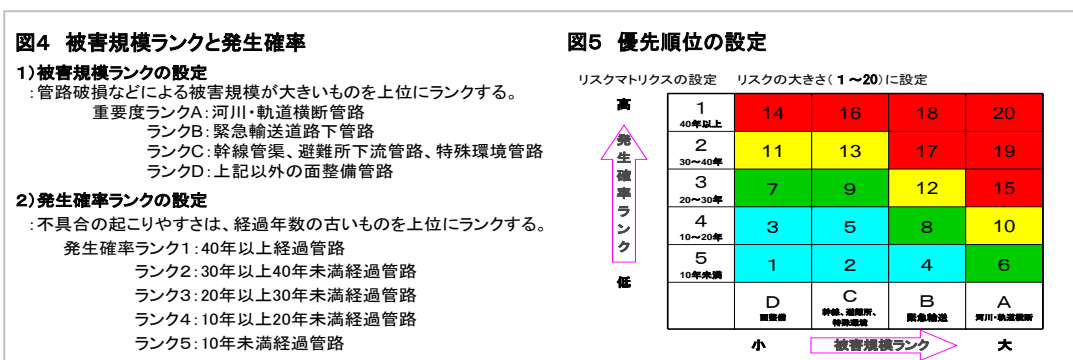 図4 被害規模ランクと発生確率
1)被害規模ランクの設定
:管路破損などによる被害規模が大きいものを上位にランクする。
重要度ランクA:河川・軌道横断管路
ランクB:緊急輸送道路下管路
ランクC:幹線管渠、避難所下流管路、特殊環境管路
ランクD:上記以外の面整備管路
2)発生確率ランクの設定
:不具合の起こりやすさは、経過年数の古いものを上位にランクする。
発生確率ランク1:40年以上経過管路
ランク2:30年以上40年未満経過管路
ランク3:20年以上30年未満経過管路
ランク4:10年以上20年未満経過管路
ランク5:10年未満経過管路
図5 優先順位の設定
リスクマトリクスの設定 リスクの大きさ(1~20)に設定
高
発生確率ランク
低
1 14 16 18 20
40年以上
2 11 13 17 19
30~40年
3 7 9 12 15
20~30年
4 3 5 8 10
10~20年
5 1 2 4 6
10年未満
D C B A
面整備 幹線、避難所、 緊急輸送 河川・軌道横断
特殊環境
小 被害規模ランク 大